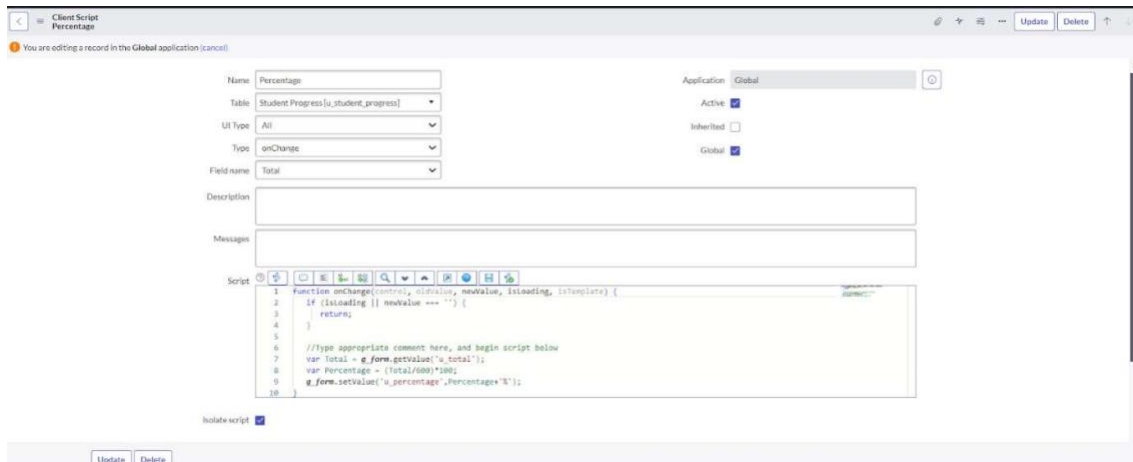 Client Script
Percentage
Update Delete
You are editing a record in the Global application (cancel)
Name Percentage
Application Global
Table Student Progress [u_student_progress]
Active
UI Type All
Inherited
Type onChange
Global
Field name Total
Description
Messages
Script
1 function onChange(control, oldValue, newValue, isLoading, isTemplate) {
2 if (isLoading || newValue === '') {
3 return;
4 }
5
6 //Type appropriate comment here, and begin script below
7 var Total = g_form.getValue('u_total');
8 var Percentage = (Total/600)*100;
9 g_form.setValue('u_percentage',Percentage+'%');
10 }
Isolate script
Update Delete